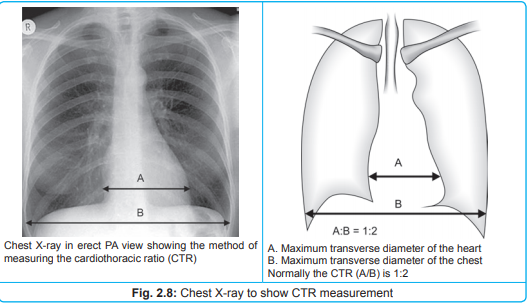 R
A
B
Chest X-ray in erect PA view showing the method of
measuring the cardiothoracic ratio (CTR)
A
B
A:B = 1:2
A. Maximum transverse diameter of the heart
B. Maximum transverse diameter of the chest
Normally the CTR (A/B) is 1:2
Fig. 2.8: Chest X-ray to show CTR measurement